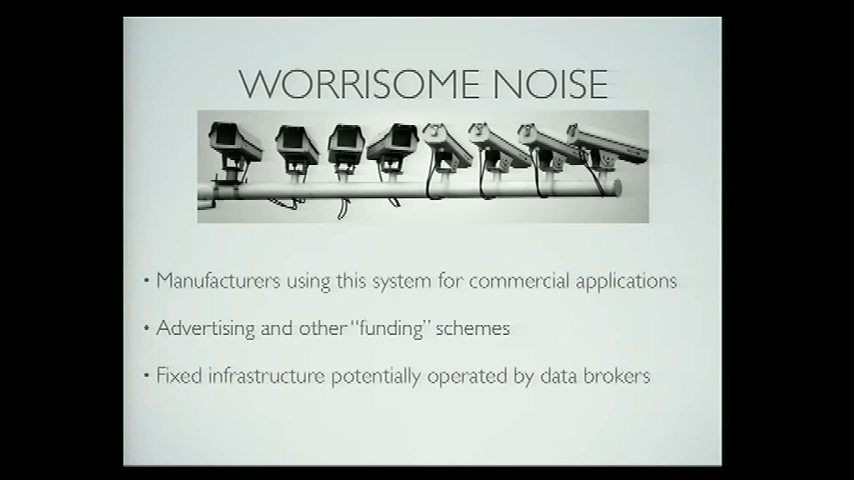 WORRISOME NOISE
• Manufacturers using this system for commercial applications
• Advertising and other "funding" schemes
• Fixed infrastructure potentially operated by data brokers